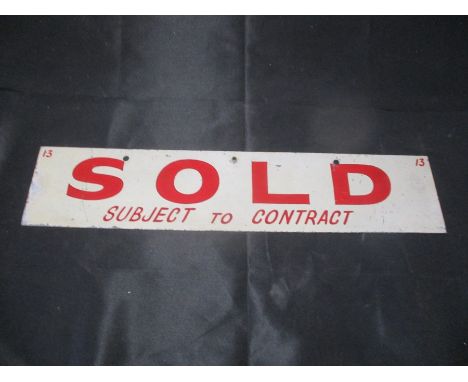 13 13
SOLD
SUBJECT TO CONTRACT